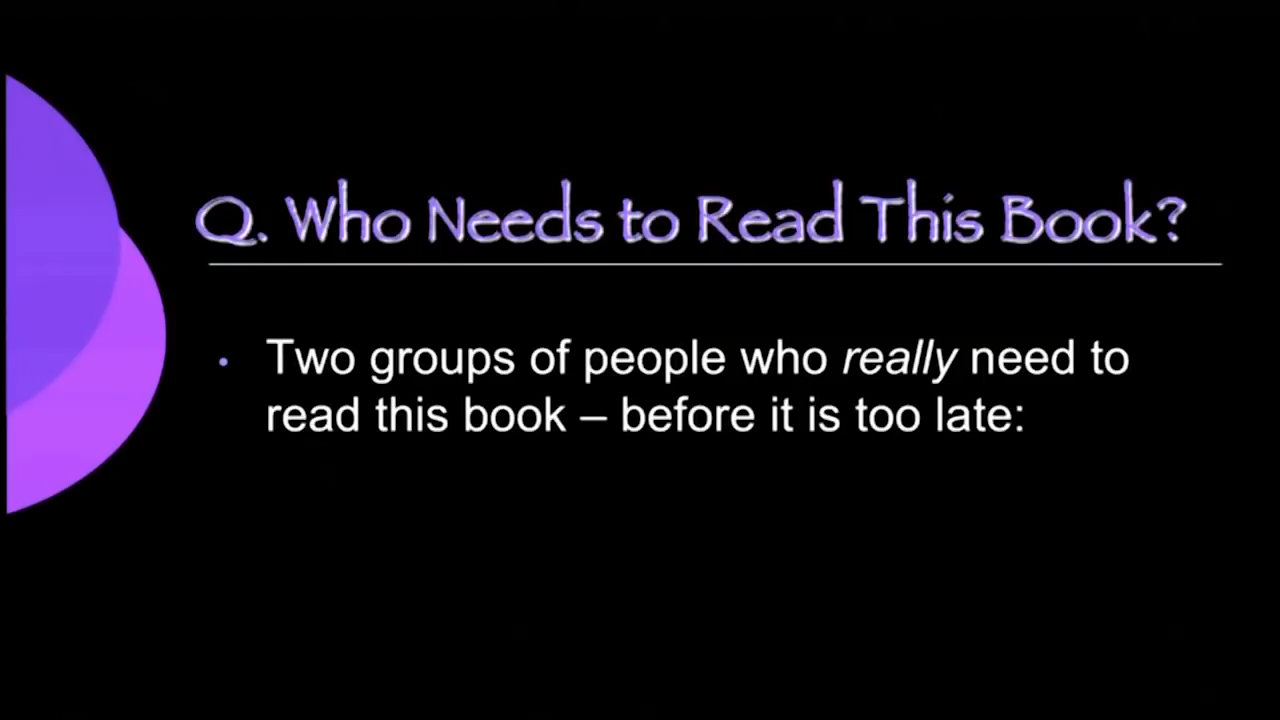 Q. Who Needs to Read This Book?
• Two groups of people who really need to
read this book – before it is too late: